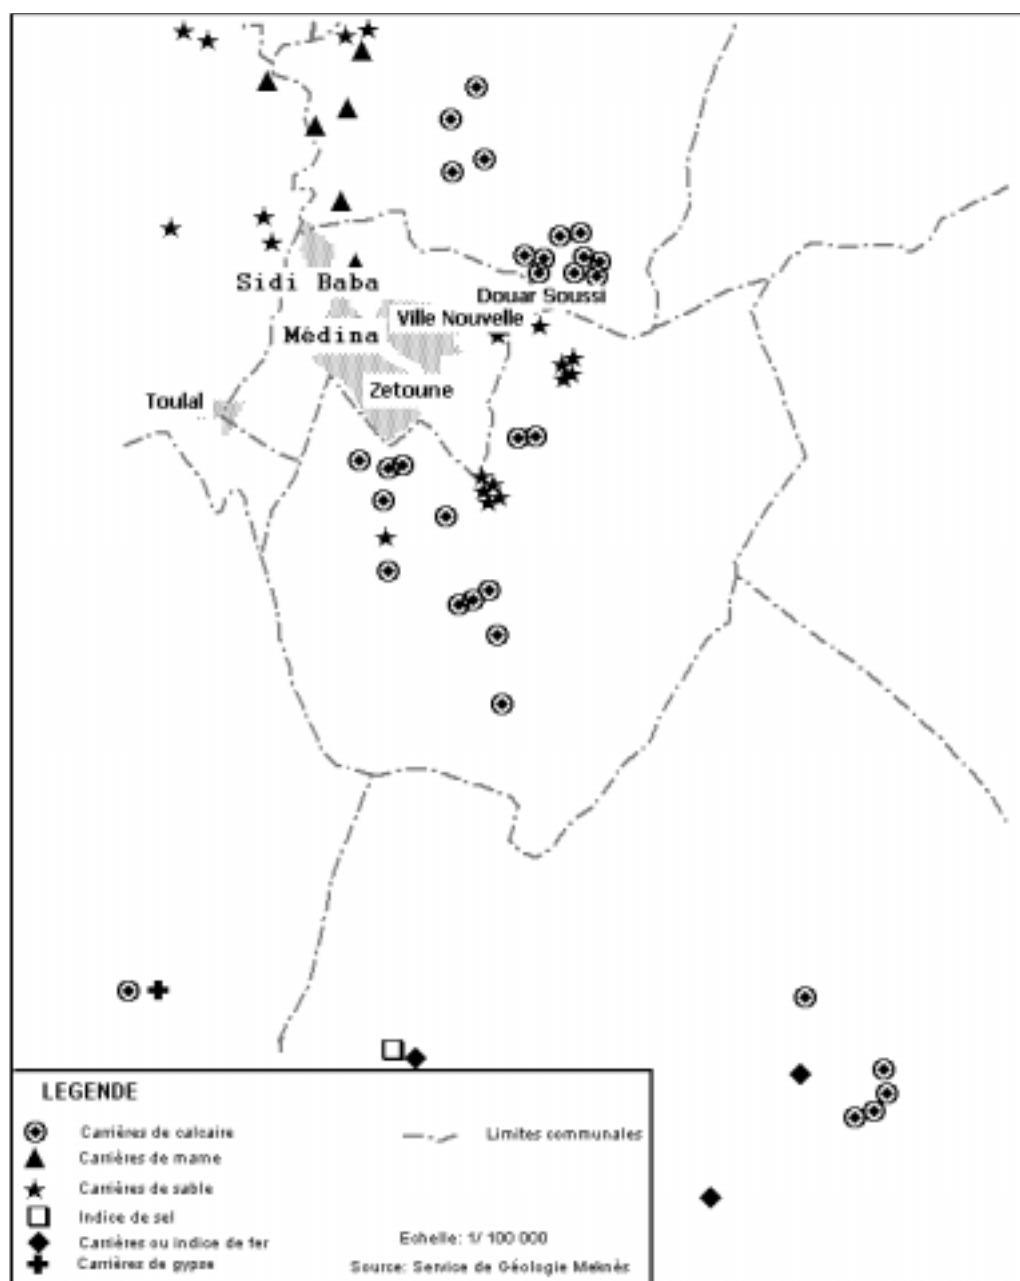 Sidi Baba
Douar Soussi
Ville Nouvelle
Médina
Zetoune
Toulal
LEGENDE
Carrières de calcaire
Limites communales
Carrières de marne
Carrières de sable
Indice de sel
Echelle: 1/ 100 000
Carrières ou indice de fer
Carrières de gypse
Source: Service de Géologie Meknès